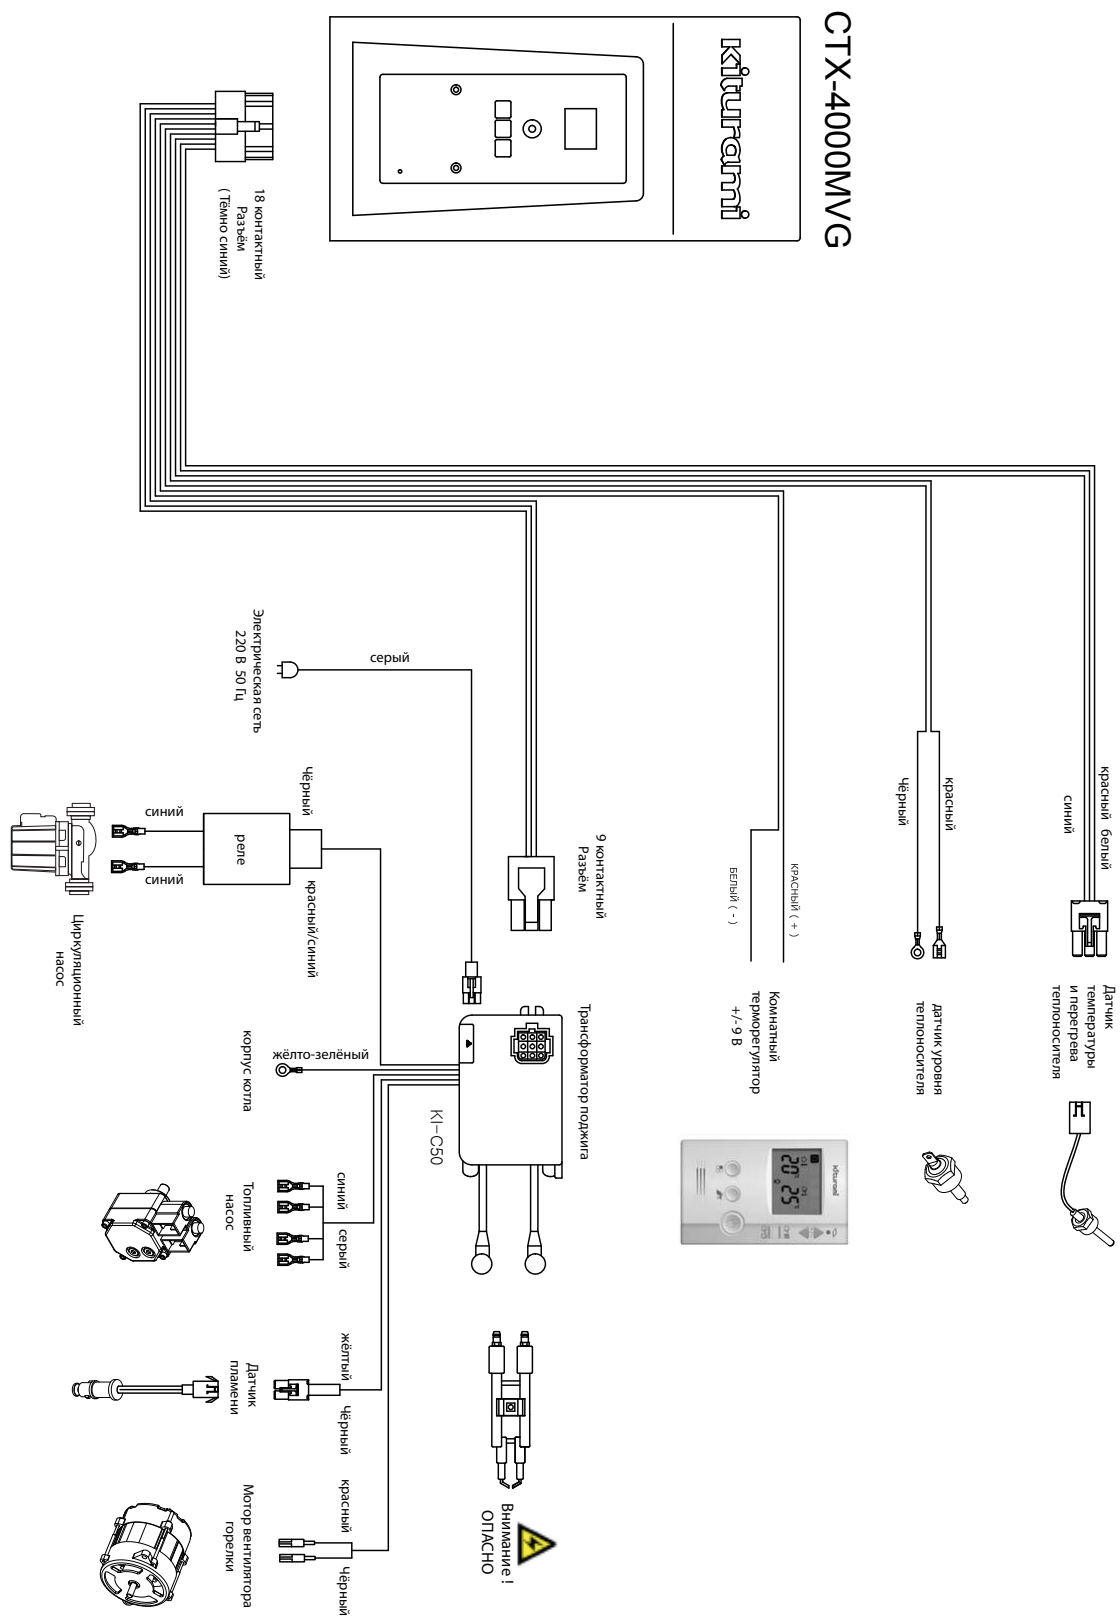 CTX-4000MVG
Kiturami
18 контактный
Разъём
( Тёмно синий)
красный белый
синий
Датчик
температуры
и перегрева
теплоносителя
красный
Чёрный
датчик уровня
теплоносителя
КРАСНЫЙ ( + )
БЕЛЫЙ ( - )
Комнатный
терморегулятор
+/- 9 В
9 контактный
Разъём
Трансформатор поджига
KI-C50
Внимание !
ОПАСНО
серый
Электрическая сеть
220 В 50 Гц
Чёрный
красный/синий
реле
синий
синий
Циркуляционный
насос
жёлто-зелёный
корпус котла
синий
серый
Топливный
насос
жёлтый
Чёрный
Датчик
пламени
красный
Чёрный
Мотор вентилятора
горелки